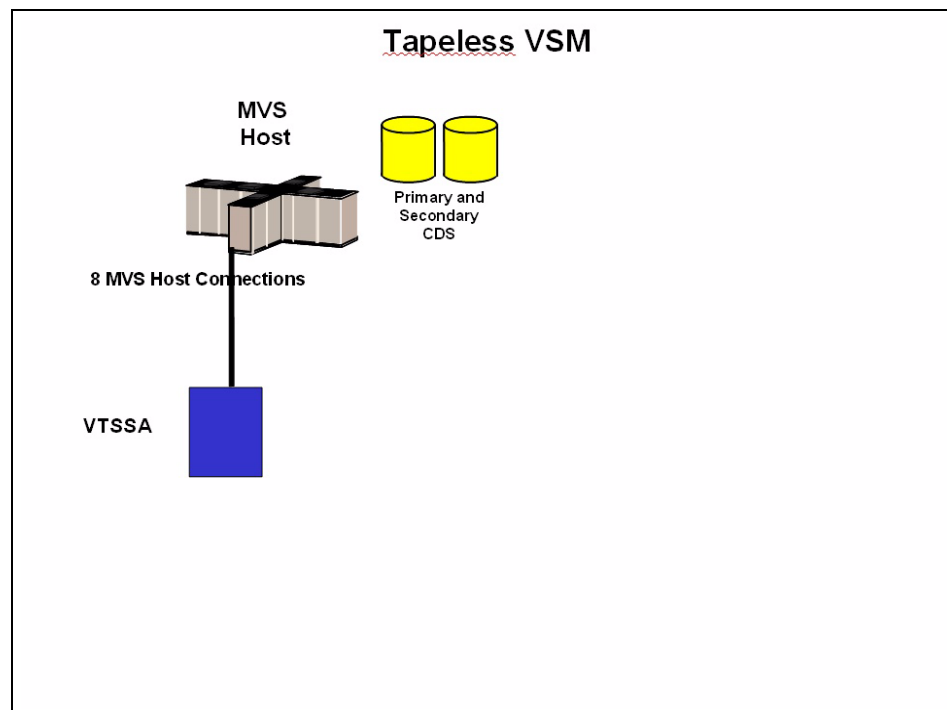 Tapeless VSM
MVS
Host
Primary and
Secondary
CDS
8 MVS Host Connections
VTSSA